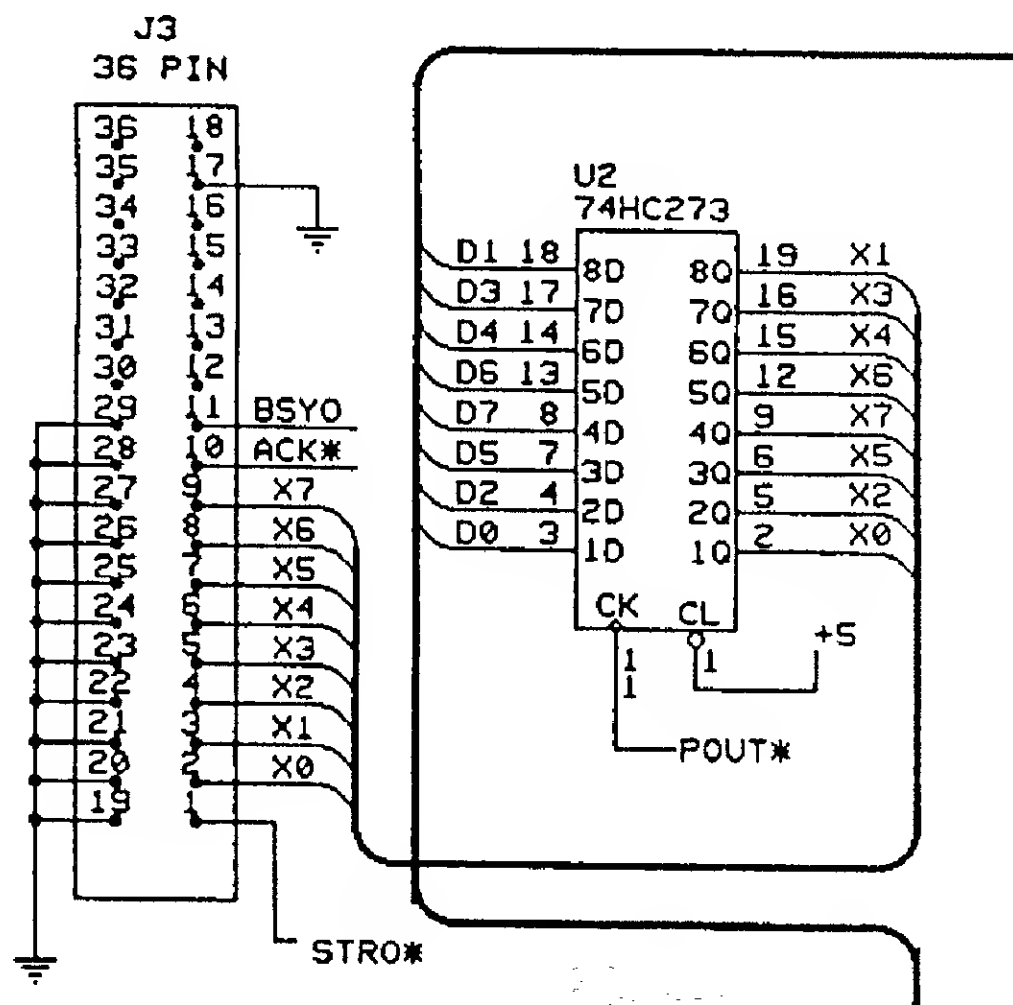 J3
36 PIN
36 18
35 17
34 16
33 15
32 14
31 13
30 12
29 11 BSYO
28 10 ACK*
27 9 X7
26 8 X6
25 7 X5
24 6 X4
23 5 X3
22 4 X2
21 3 X1
20 2 X0
19 1
STRO*
U2
74HC273
D1 18 8D 8Q 19 X1
D3 17 7D 7Q 16 X3
D4 14 6D 6Q 15 X4
D6 13 5D 5Q 12 X6
D7 8 4D 4Q 9 X7
D5 7 3D 3Q 6 X5
D2 4 2D 2Q 5 X2
D0 3 1D 1Q 2 X0
CK CL
11 1 +5
POUT*